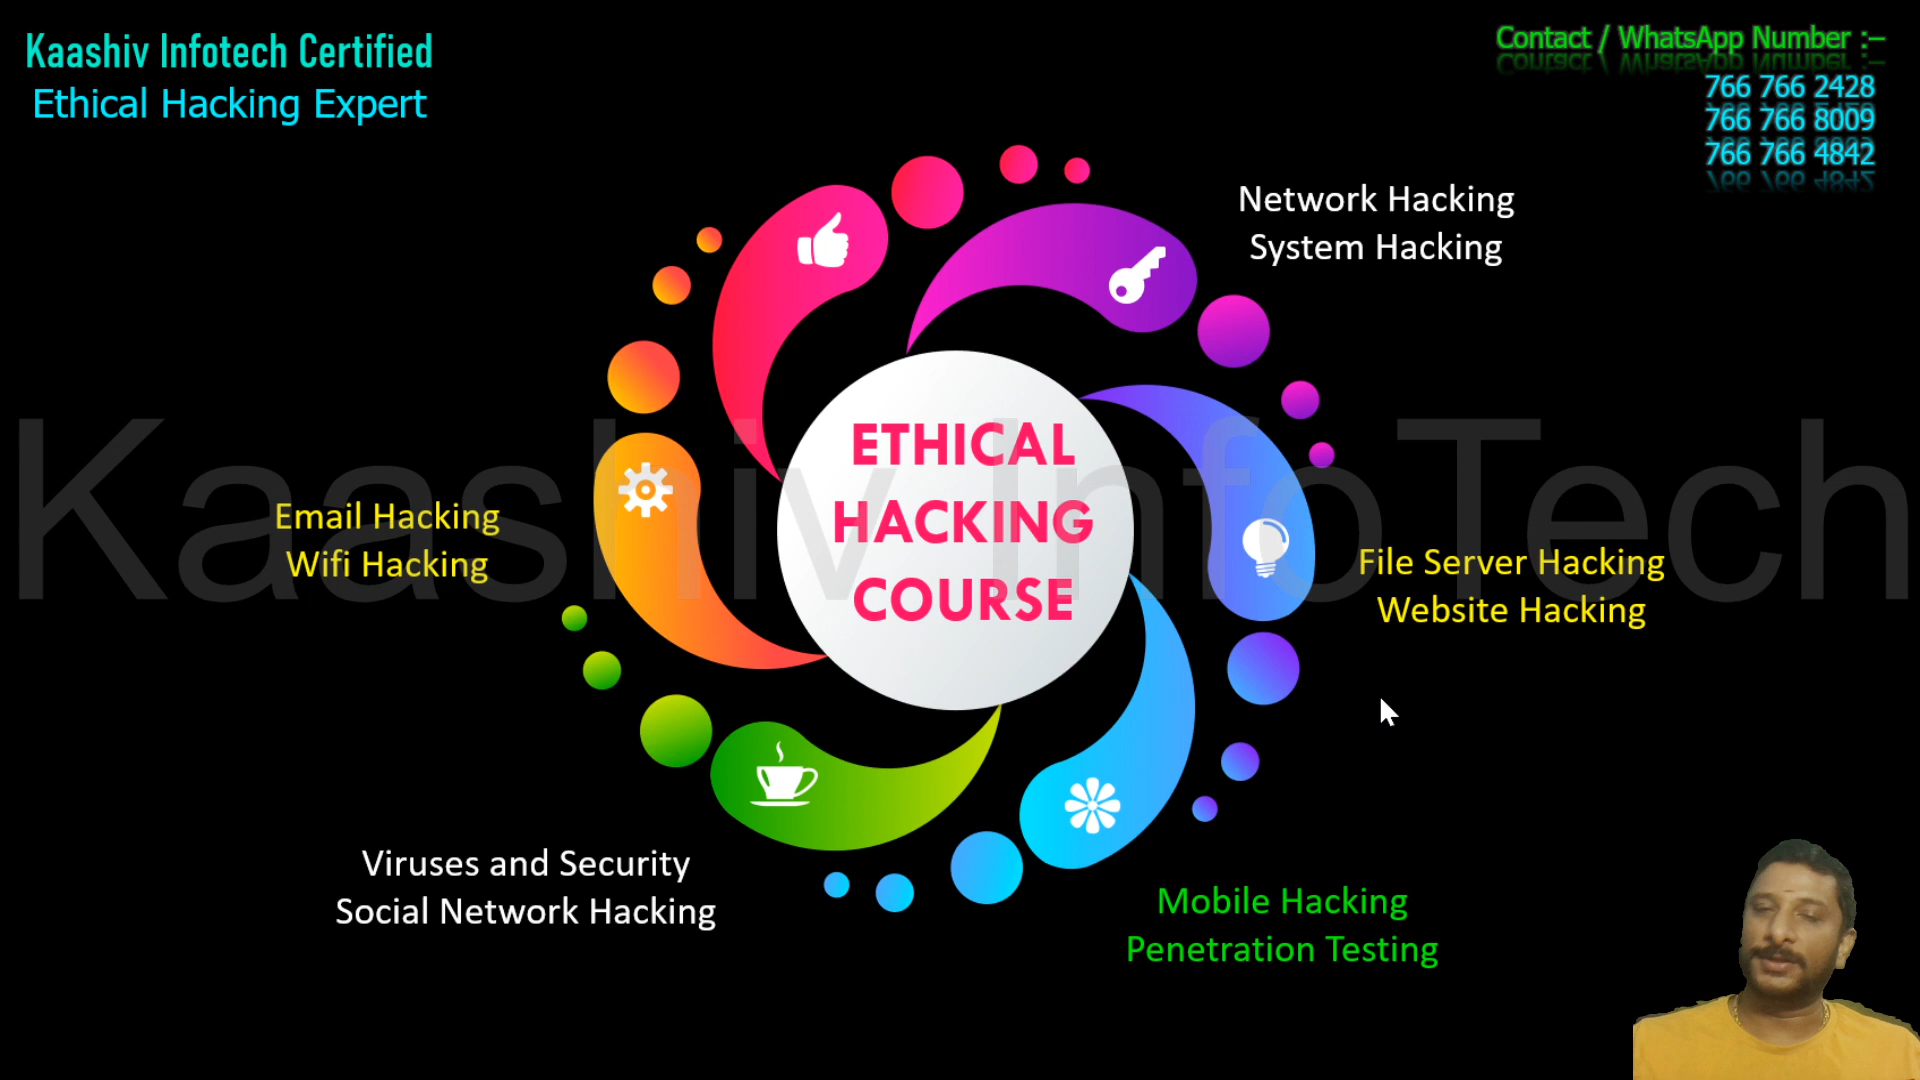 Kaashiv Infotech Certified
Ethical Hacking Expert
Contact / WhatsApp Number :–
766 766 2428
766 766 8009
766 766 4842
Network Hacking
System Hacking
ETHICAL
HACKING
COURSE
Kaashiv InfoTech
Email Hacking
Wifi Hacking
File Server Hacking
Website Hacking
Viruses and Security
Social Network Hacking
Mobile Hacking
Penetration Testing